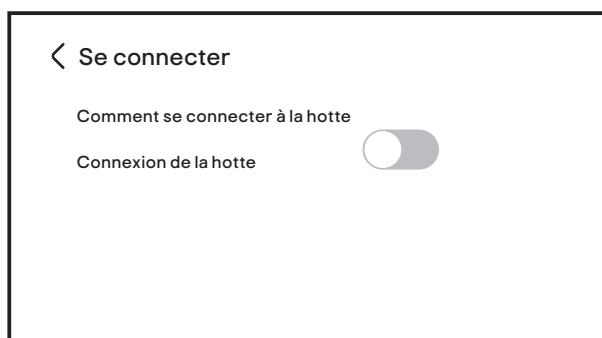 Se connecter
Comment se connecter à la hotte
Connexion de la hotte